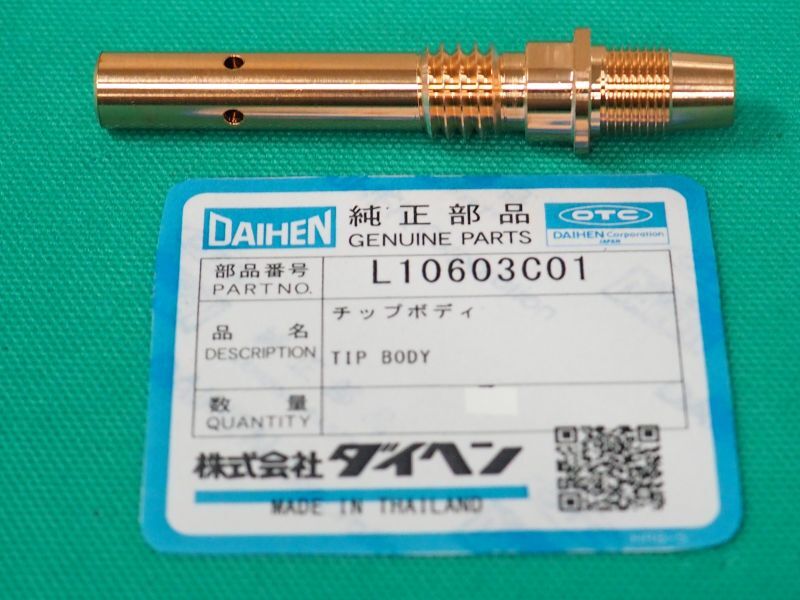 DAIHEN 純正部品 OTC
GENUINE PARTS DAIHEN Corporation
JAPAN
部品番号 L10603C01
PART NO.
品名 チップボディ
DESCRIPTION TIP BODY
数量
QUANTITY
株式会社 ダイヘン
MADE IN THAILAND